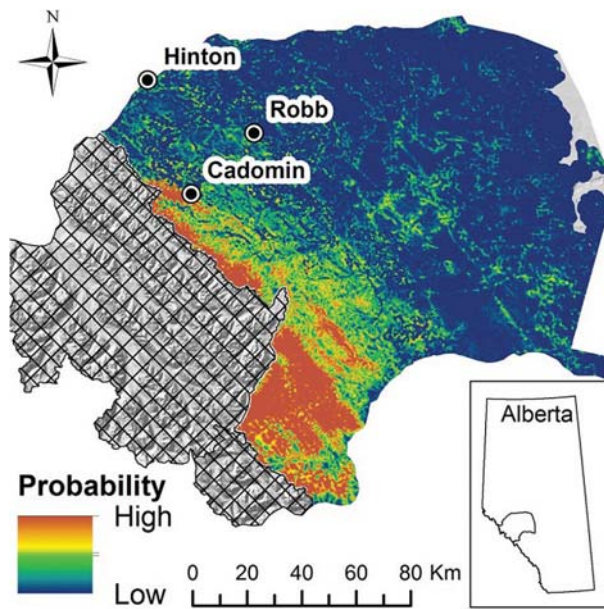 N
Hinton
Robb
Cadomin
Alberta
Probability
High
Low
0 20 40 60 80 Km